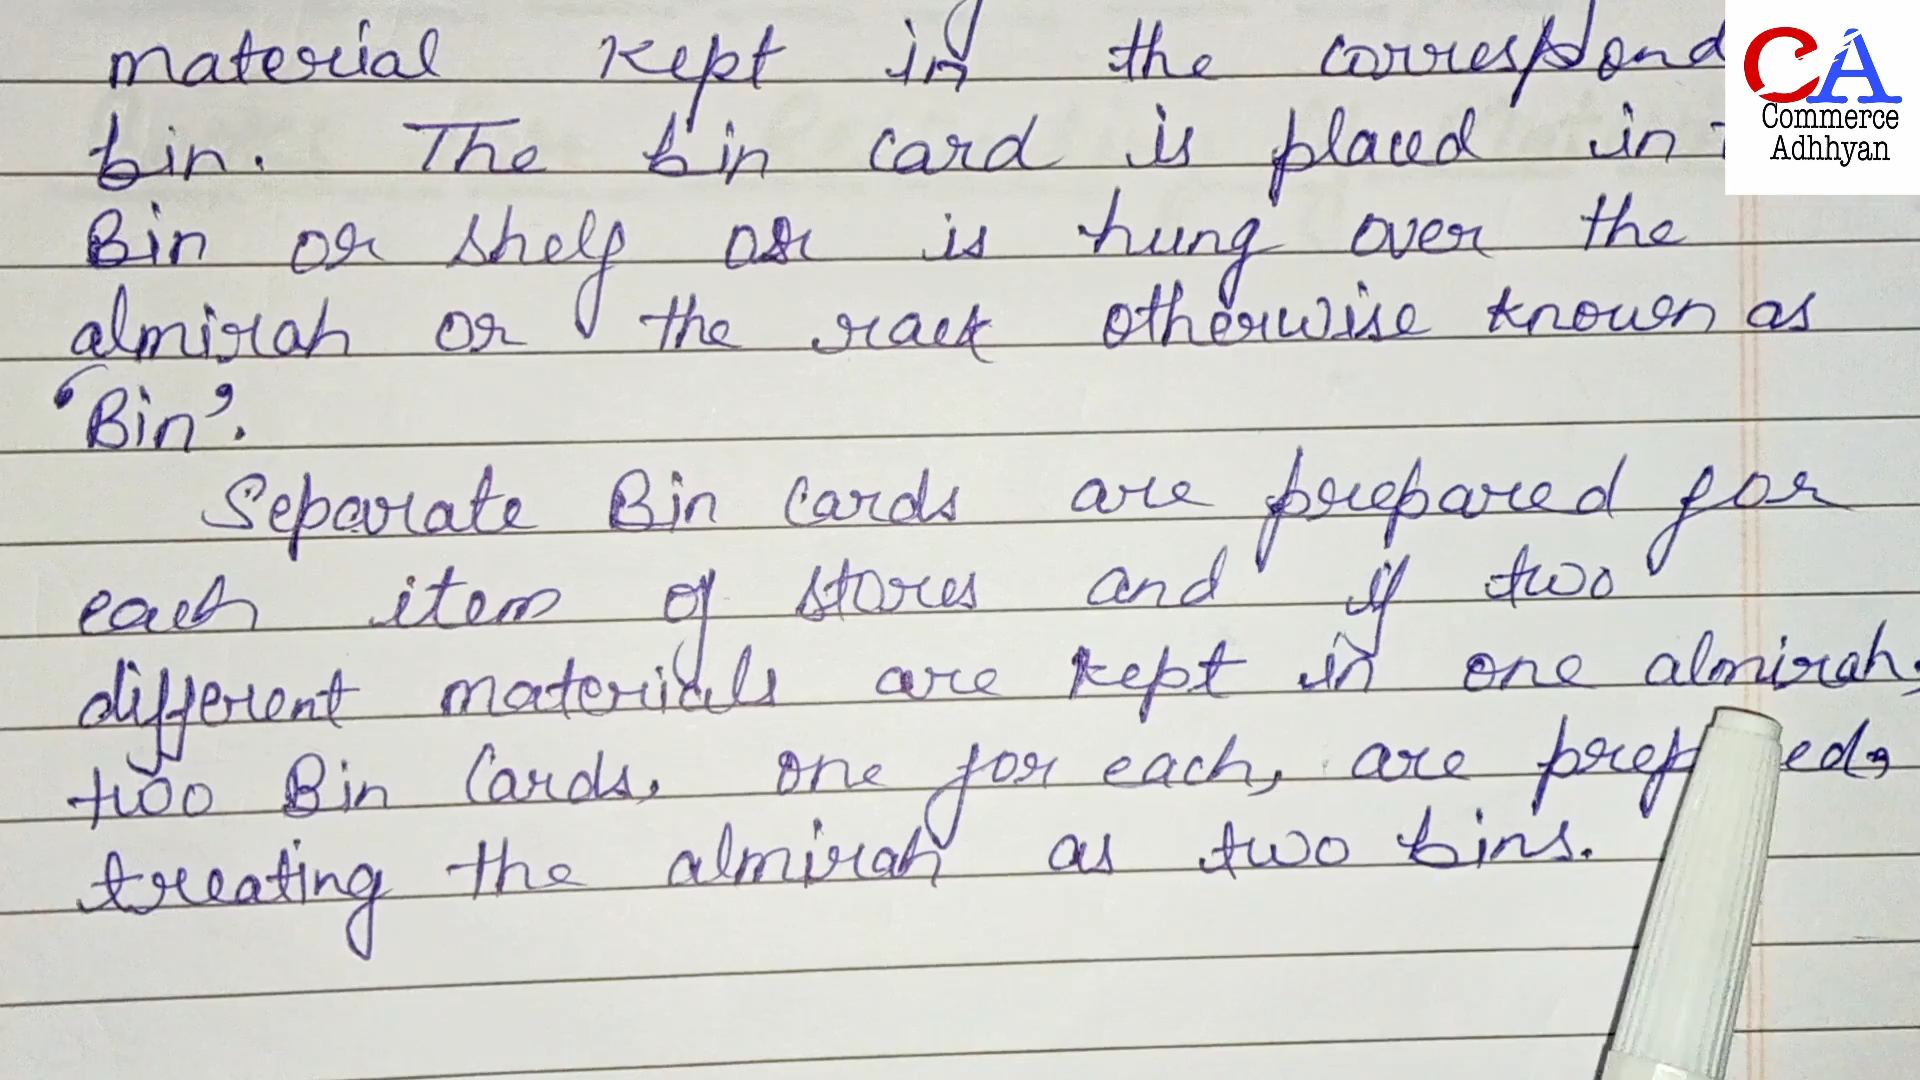 material kept in the correspond
bin. The bin card is placed in
Bin or shelf or is hung over the
almirah or the rack otherwise known as
'Bin'.
Separate Bin Cards are prepared for
each item of stores and if two
different materials are kept in one almirah,
two Bin Cards, one for each, are prep ed,
treating the almirah as two bins.
CA
Commerce
Adhhyan